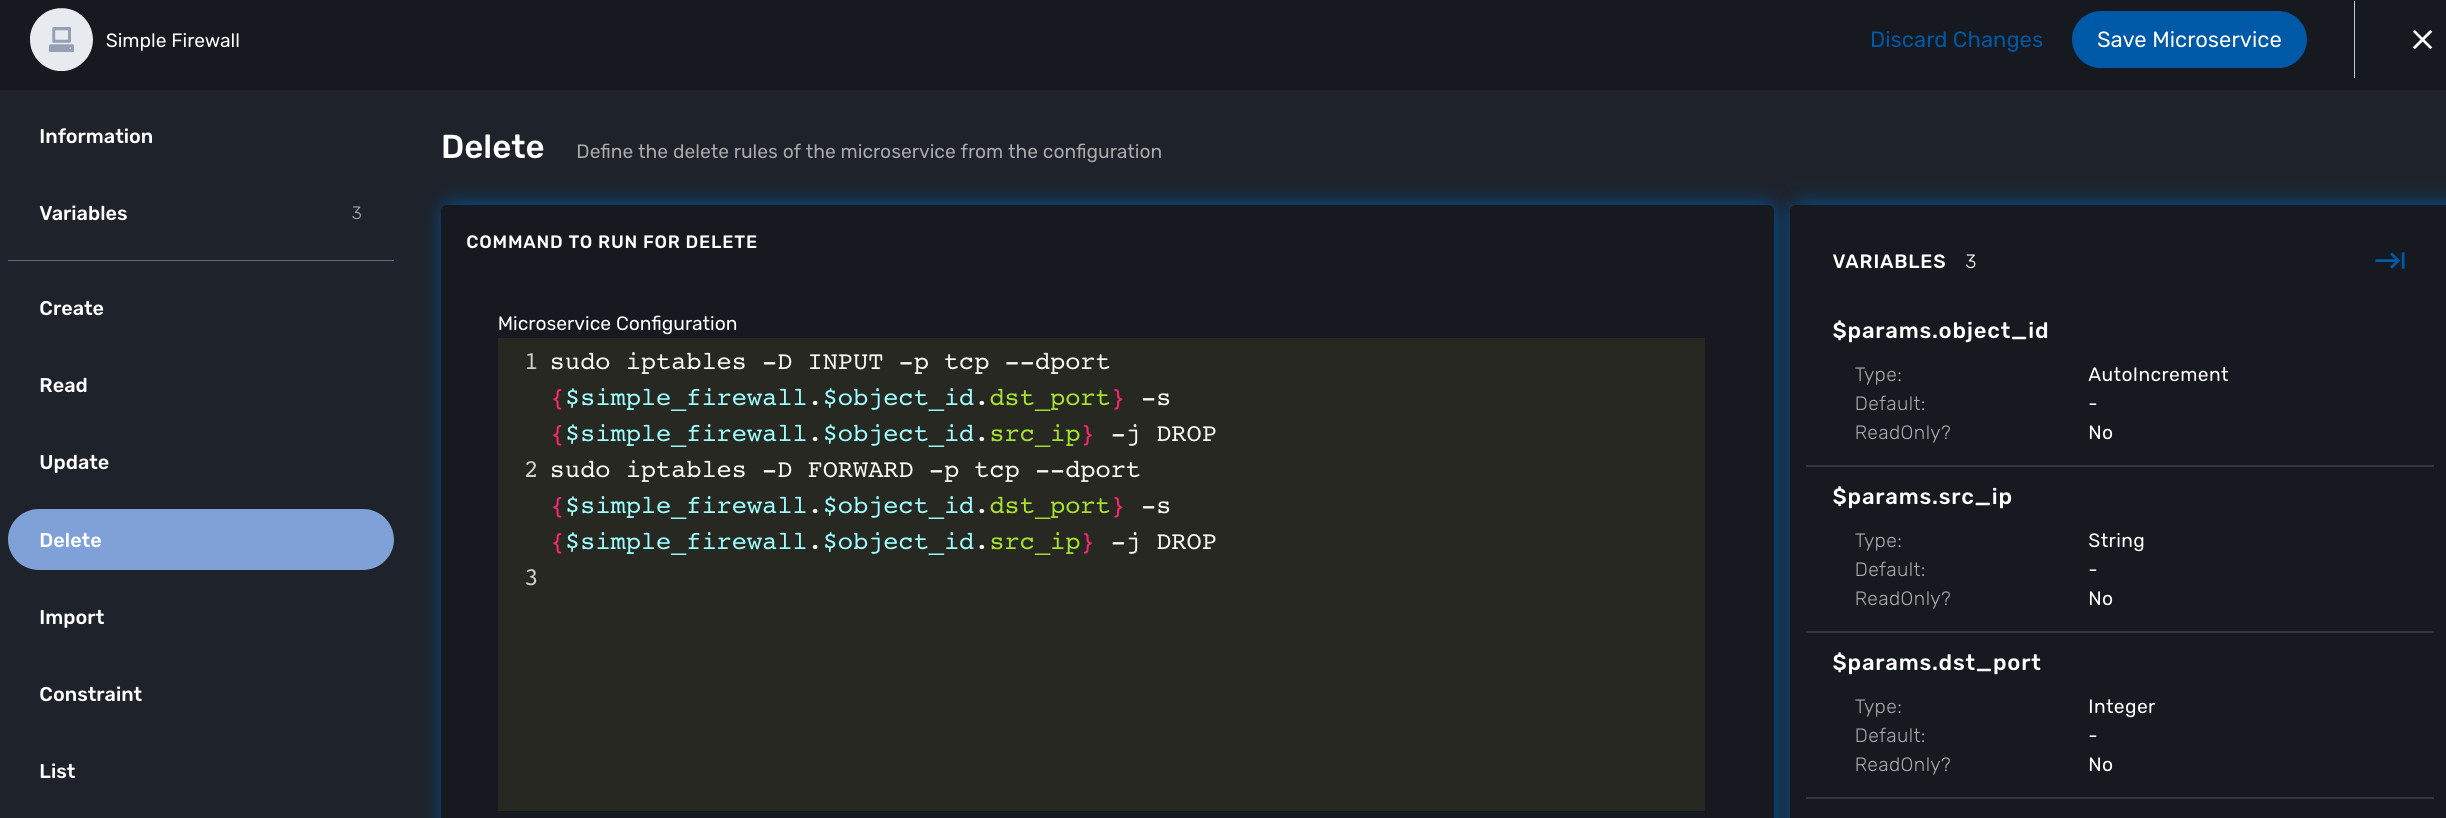 Simple Firewall
Discard Changes
Save Microservice
Information
Variables 3
Create
Read
Update
Delete
Import
Constraint
List
Delete Define the delete rules of the microservice from the configuration
COMMAND TO RUN FOR DELETE
Microservice Configuration
1 sudo iptables -D INPUT -p tcp --dport
{$simple_firewall.$object_id.dst_port} -s
{$simple_firewall.$object_id.src_ip} -j DROP
2 sudo iptables -D FORWARD -p tcp --dport
{$simple_firewall.$object_id.dst_port} -s
{$simple_firewall.$object_id.src_ip} -j DROP
3
VARIABLES 3
$params.object_id
Type: AutoIncrement
Default: -
ReadOnly? No
$params.src_ip
Type: String
Default: -
ReadOnly? No
$params.dst_port
Type: Integer
Default: -
ReadOnly? No